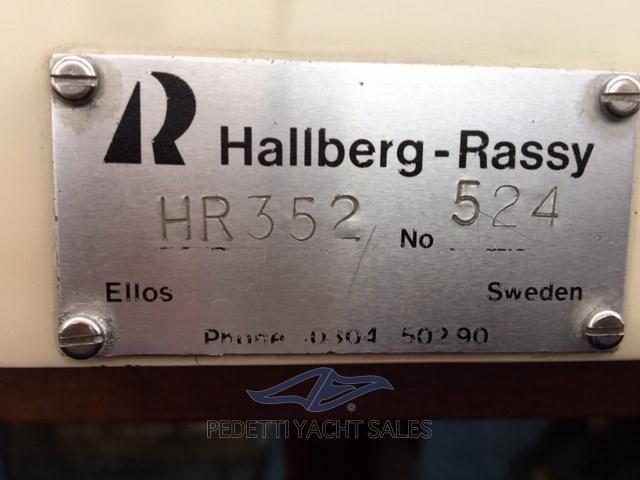 Hallberg-Rassy
HR352 No 524
Ellos Sweden
Phone 0304 50290
PEDETTI YACHT SALES